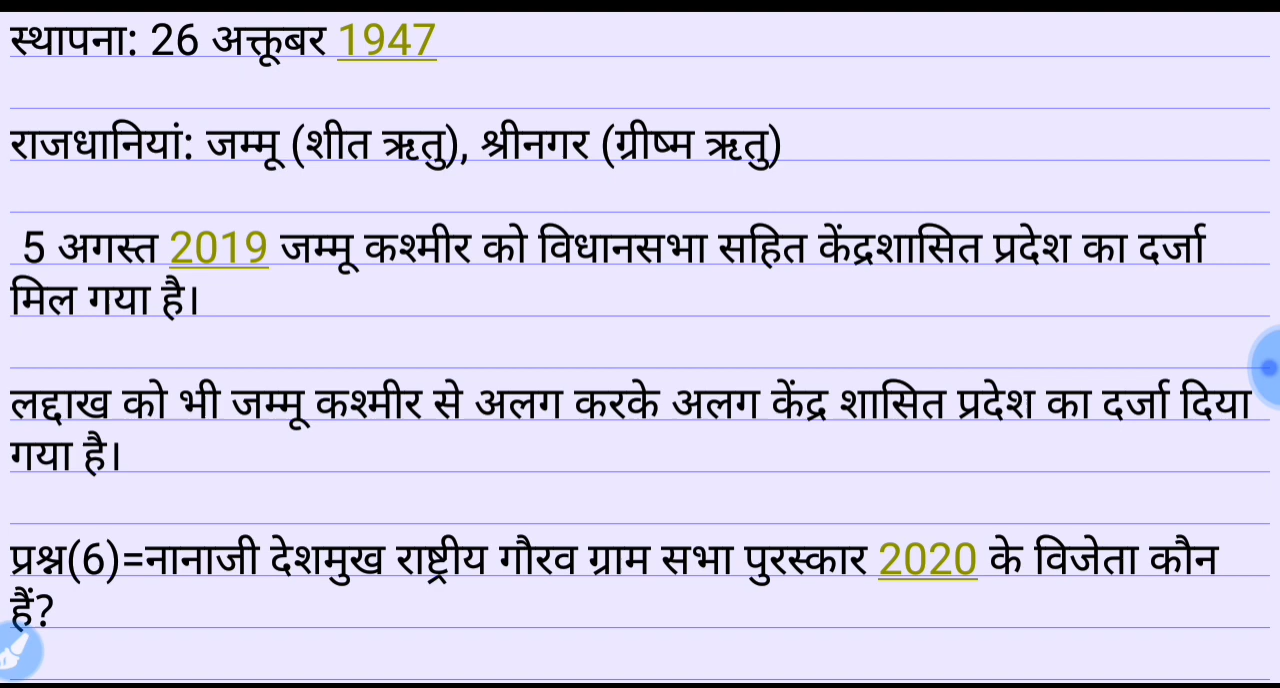 स्थापना: 26 अक्तूबर 1947
राजधानियां: जम्मू (शीत ऋतु), श्रीनगर (ग्रीष्म ऋतु)
5 अगस्त 2019 जम्मू कश्मीर को विधानसभा सहित केंद्रशासित प्रदेश का दर्जा
मिल गया है।
लद्दाख को भी जम्मू कश्मीर से अलग करके अलग केंद्र शासित प्रदेश का दर्जा दिया
गया है।
प्रश्न(6)=नानाजी देशमुख राष्ट्रीय गौरव ग्राम सभा पुरस्कार 2020 के विजेता कौन
हैं?